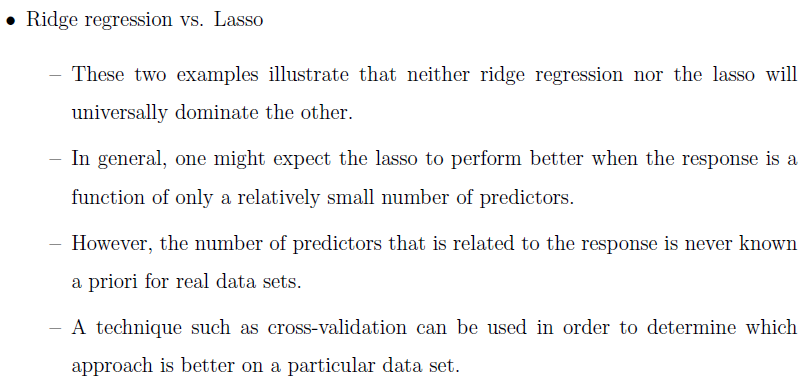 • Ridge regression vs. Lasso
– These two examples illustrate that neither ridge regression nor the lasso will
universally dominate the other.
– In general, one might expect the lasso to perform better when the response is a
function of only a relatively small number of predictors.
– However, the number of predictors that is related to the response is never known
a priori for real data sets.
– A technique such as cross-validation can be used in order to determine which
approach is better on a particular data set.